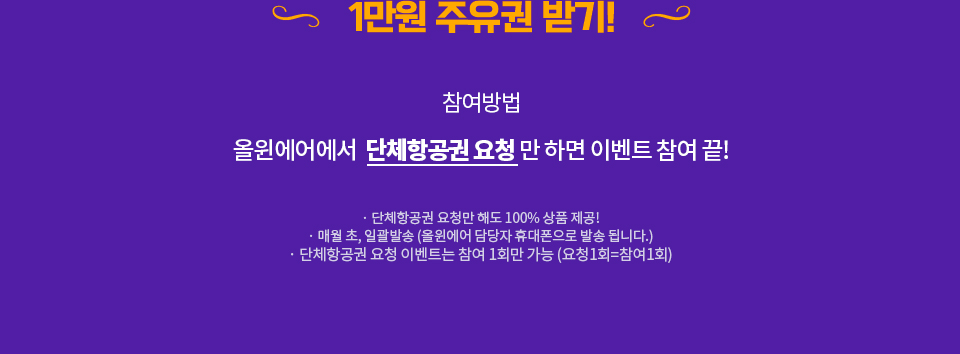 1만원 주유권 받기!
참여방법
올윈에어에서 단체항공권 요청 만 하면 이벤트 참여 끝!
· 단체항공권 요청만 해도 100% 상품 제공!
· 매월 초, 일괄발송 (올윈에어 담당자 휴대폰으로 발송 됩니다.)
· 단체항공권 요청 이벤트는 참여 1회만 가능 (요청1회=참여1회)